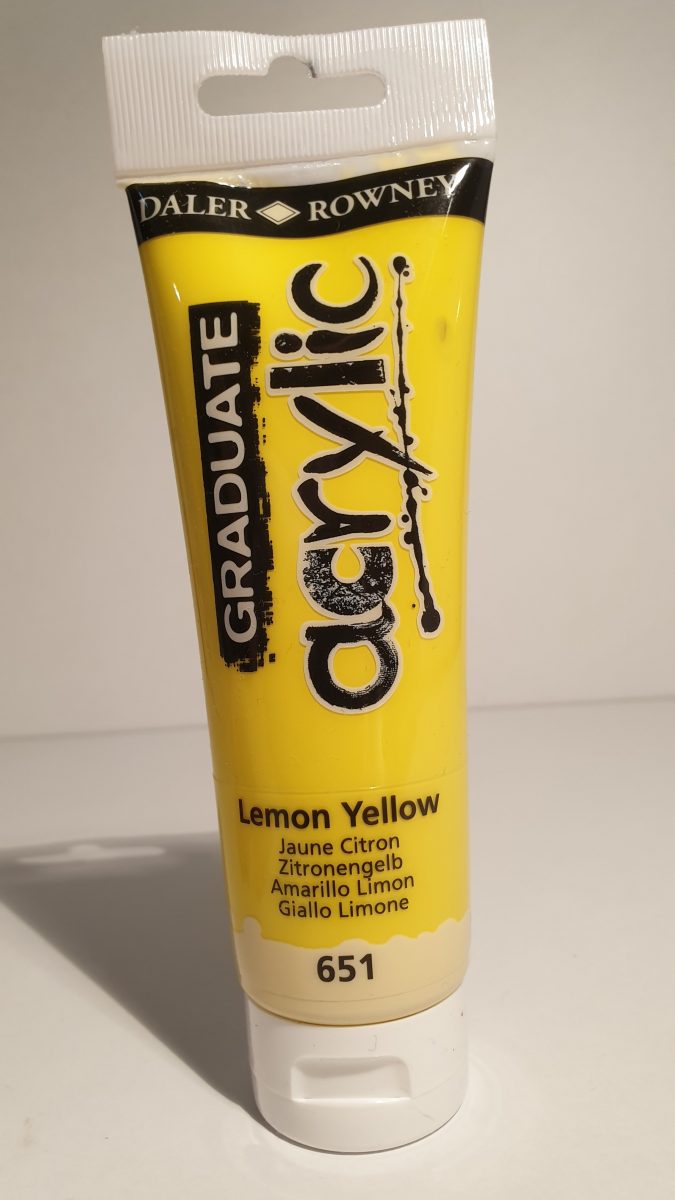 DALER ROWNEY
GRADUATE
acrylic
Lemon Yellow
Jaune Citron
Zitronengelb
Amarillo Limon
Giallo Limone
651